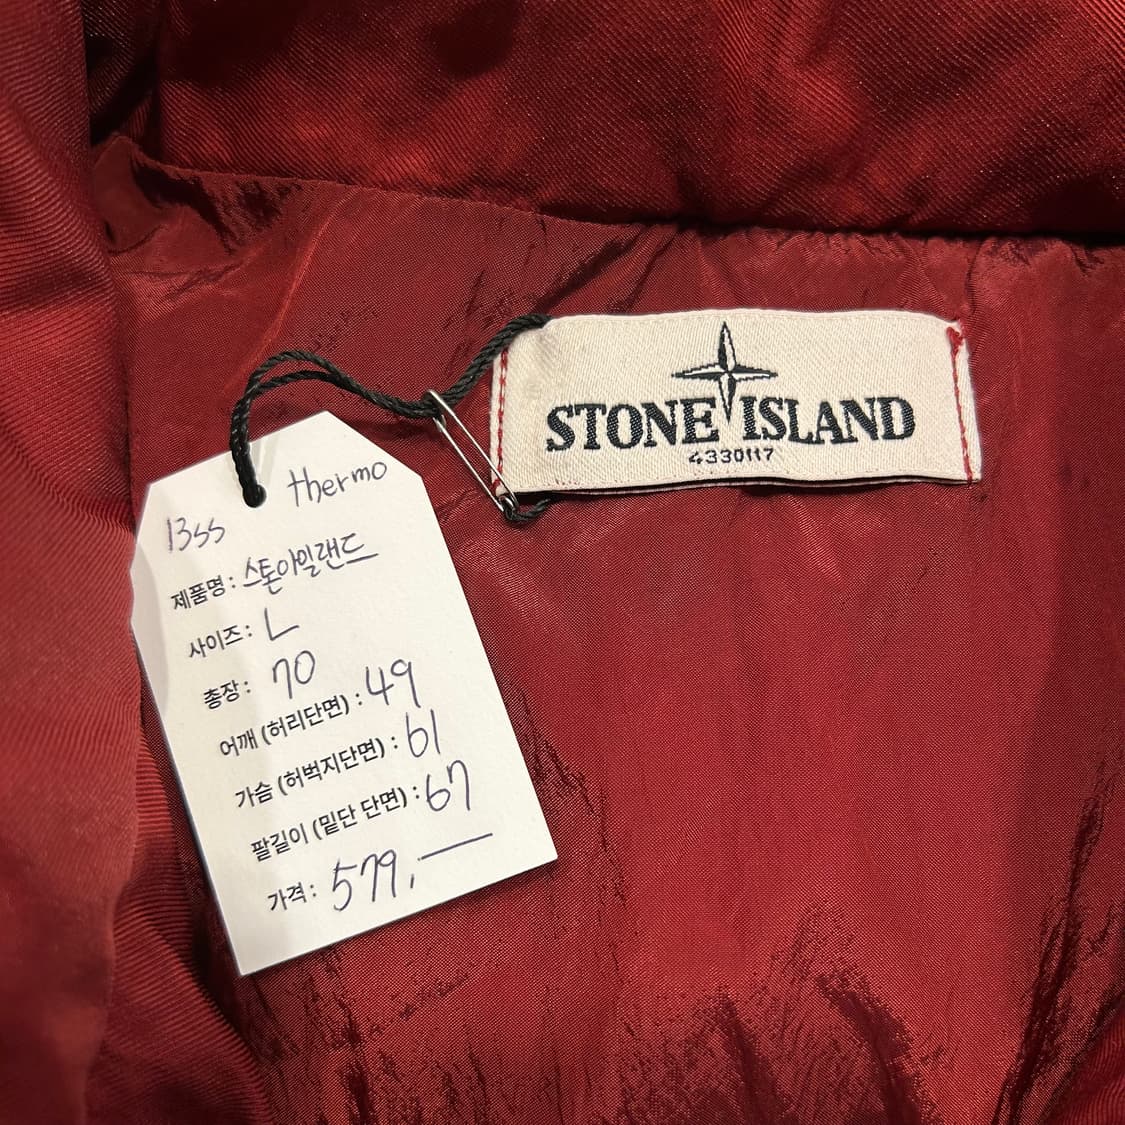 STONE ISLAND
4330117
thermo
13ss
제품명: 스톤아일랜드
사이즈: L
총장: 70
어깨 (허리단면) : 49
가슴 (허벅지단면) : 61
팔길이 (밑단 단면) : 67
가격: 579,—